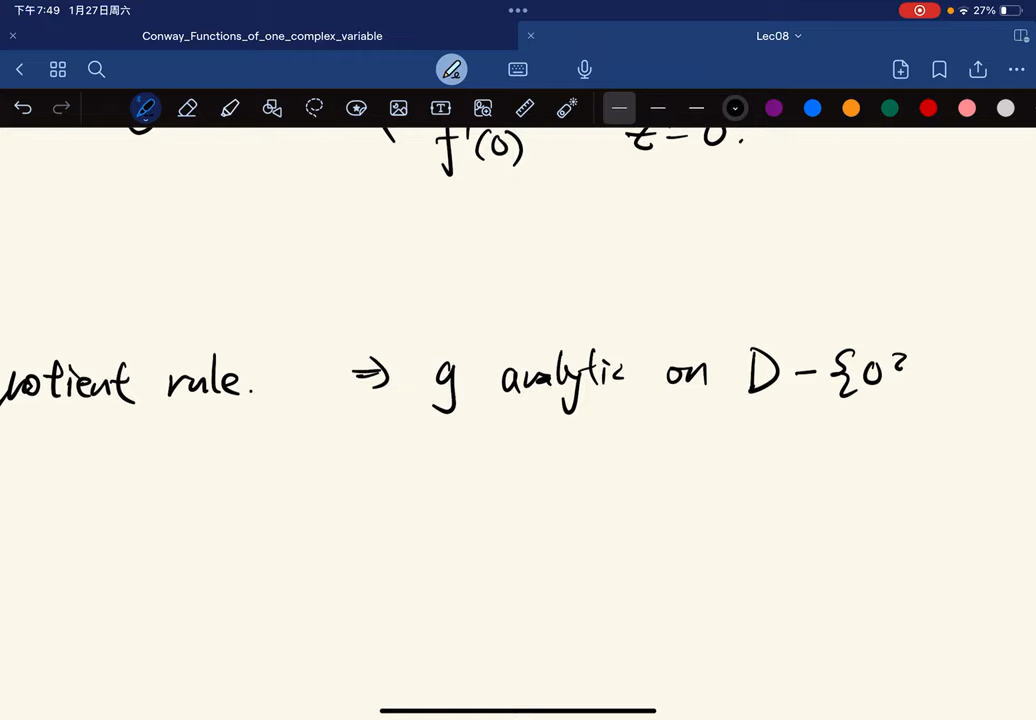 下午7:49 1月27日周六
27%
Conway_Functions_of_one_complex_variable
Lec08
f'(0) z = 0.
uotient rule. ⇒ g analytic on D - {0